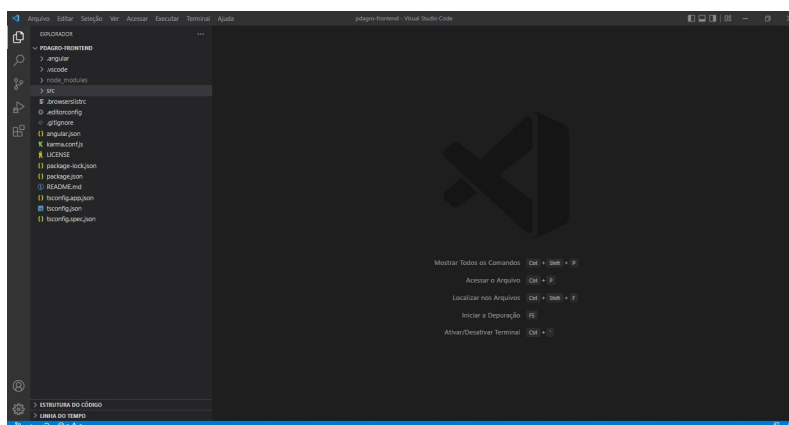 Arquivo Editar Seleção Ver Acessar Executar Terminal Ajuda
pdagro-frontend - Visual Studio Code
EXPLORADOR
PDAGRO-FRONTEND
.angular
.vscode
node_modules
src
.browserslistrc
.editorconfig
.gitignore
angular.json
karma.conf.js
LICENSE
package-lock.json
package.json
README.md
tsconfig.app.json
tsconfig.json
tsconfig.spec.json
Mostrar Todos os Comandos Ctrl + Shift + P
Acessar o Arquivo Ctrl + P
Localizar nos Arquivos Ctrl + Shift + F
Iniciar a Depuração F5
Ativar/Desativar Terminal Ctrl + `
ESTRUTURA DO CÓDIGO
LINHA DO TEMPO